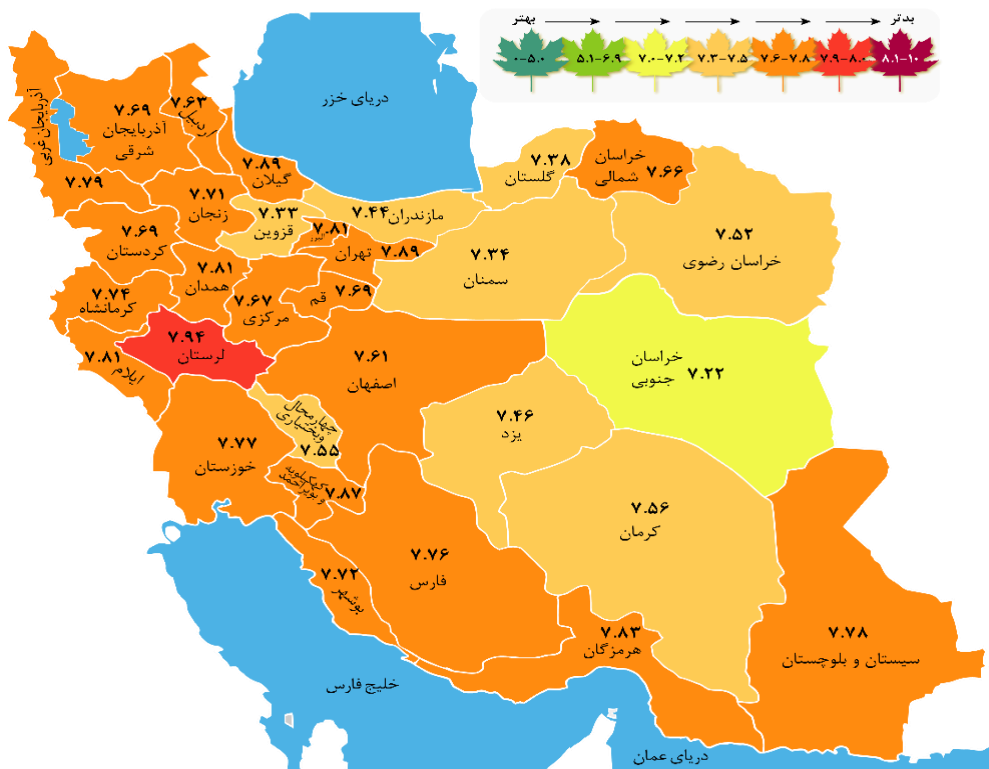 بهتر
بدتر
۰-۵.۰
۵.۱-۶.۹
۷.۰-۷.۲
۷.۳-۷.۵
۷.۶-۷.۸
۷.۹-۸.۰
۸.۱-۱۰
دریای خزر
آذربایجان غربی
۷.۷۹
۷.۶۹
آذربایجان
شرقی
۷.۶۳
اردبیل
۷.۸۹
گیلان
۷.۷۱
زنجان
۷.۳۳
قزوین
۷.۴۴
مازندران
۷.۳۸
گلستان
خراسان
شمالی
۷.۶۶
۷.۵۲
خراسان رضوی
۷.۶۹
کردستان
۷.۸۱
همدان
۷.۸۱
البرز
تهران ۷.۸۹
۷.۳۴
سمنان
۷.۷۴
کرمانشاه
۷.۶۷
مرکزی
قم ۷.۶۹
۷.۹۴
لرستان
۷.۸۱
ایلام
۷.۶۱
اصفهان
خراسان
جنوبی
۷.۲۲
چهارمحال
وبختیاری
۷.۵۵
۷.۴۶
یزد
۷.۷۷
خوزستان
کهکیلویه
و بویراحمد
۷.۸۷
۷.۵۶
کرمان
۷.۷۶
فارس
۷.۷۲
بوشهر
۷.۸۳
هرمزگان
۷.۷۸
سیستان و بلوچستان
خلیج فارس
دریای عمان